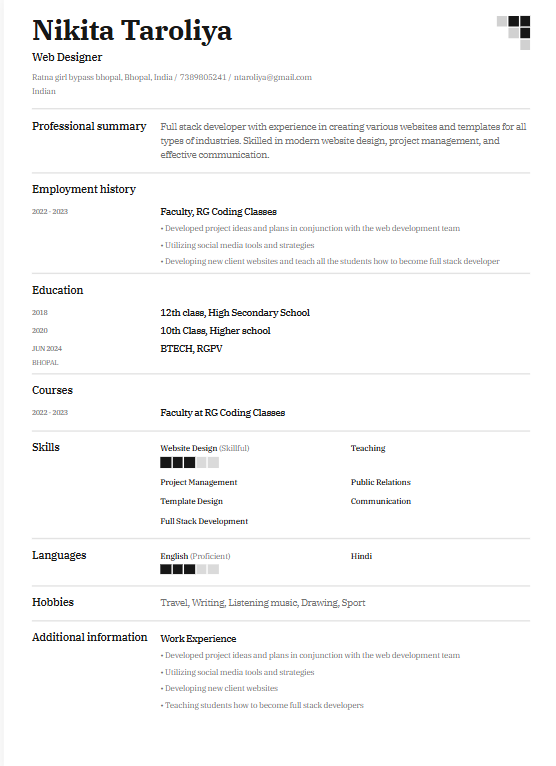 Nikita Taroliya
Web Designer
Ratna girl bypass bhopal, Bhopal, India / 7389805241 / ntaroliya@gmail.com
Indian
Professional summary
Full stack developer with experience in creating various websites and templates for all
types of industries. Skilled in modern website design, project management, and
effective communication.
Employment history
2022 - 2023
Faculty, RG Coding Classes
• Developed project ideas and plans in conjunction with the web development team
• Utilizing social media tools and strategies
• Developing new client websites and teach all the students how to become full stack developer
Education
2018 12th class, High Secondary School
2020 10th Class, Higher school
JUN 2024 BTECH, RGPV
BHOPAL
Courses
2022 - 2023 Faculty at RG Coding Classes
Skills
Website Design (Skillful) Teaching
Project Management Public Relations
Template Design Communication
Full Stack Development
Languages
English (Proficient) Hindi
Hobbies
Travel, Writing, Listening music, Drawing, Sport
Additional information
Work Experience
• Developed project ideas and plans in conjunction with the web development team
• Utilizing social media tools and strategies
• Developing new client websites
• Teaching students how to become full stack developers